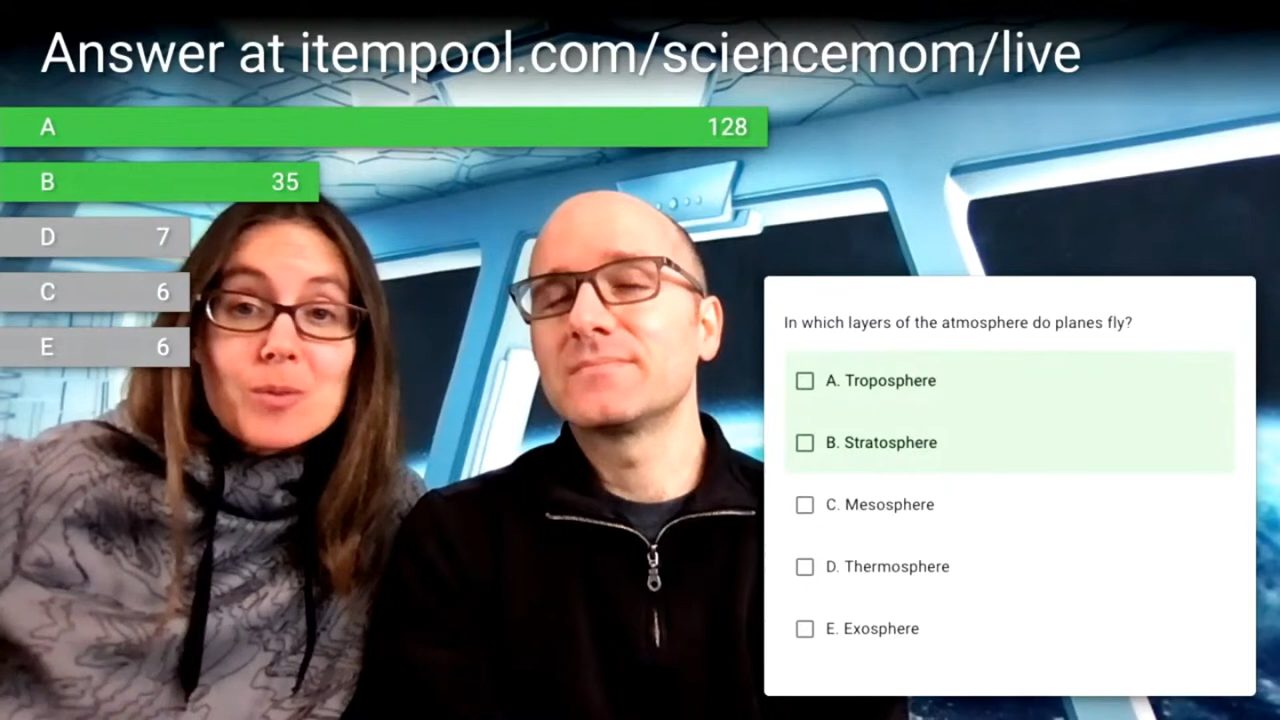 Answer at itempool.com/sciencemom/live
A 128
B 35
D 7
C 6
E 6
In which layers of the atmosphere do planes fly?
A. Troposphere
B. Stratosphere
C. Mesosphere
D. Thermosphere
E. Exosphere